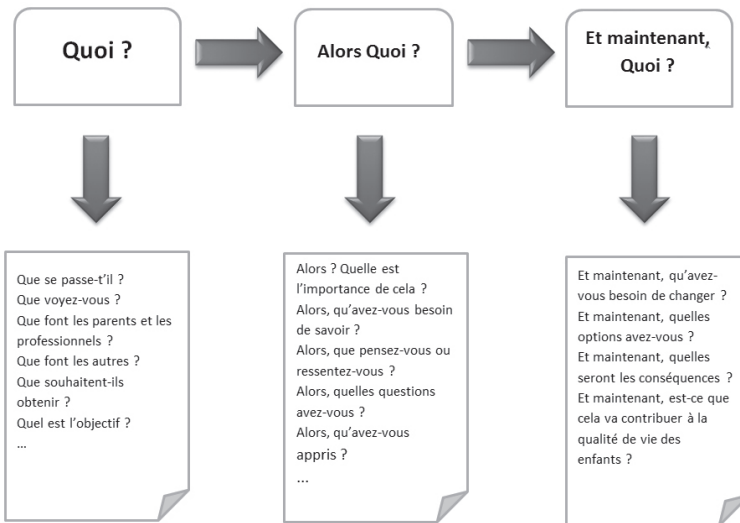 Quoi ?
Alors Quoi ?
Et maintenant,
Quoi ?
Que se passe-t'il ?
Que voyez-vous ?
Que font les parents et les
professionnels ?
Que font les autres ?
Que souhaitent-ils
obtenir ?
Quel est l'objectif ?
...
Alors ? Quelle est
l'importance de cela ?
Alors, qu'avez-vous besoin
de savoir ?
Alors, que pensez-vous ou
ressentez-vous ?
Alors, quelles questions
avez-vous ?
Alors, qu'avez-vous
appris ?
...
Et maintenant, qu'avez-
vous besoin de changer ?
Et maintenant, quelles
options avez-vous ?
Et maintenant, quelles
seront les conséquences ?
Et maintenant, est-ce que
cela va contribuer à la
qualité de vie des
enfants ?